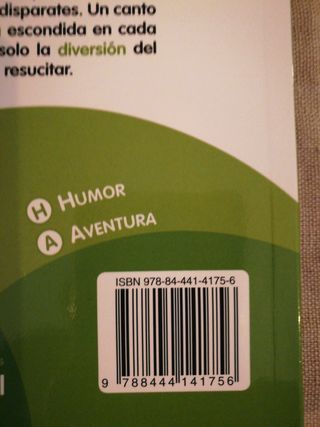 disparates. Un canto
escondida en cada
solo la diversión del
resucitar.
H HUMOR
A AVENTURA
ISBN 978-84-441-4175-6
9 788444 141756